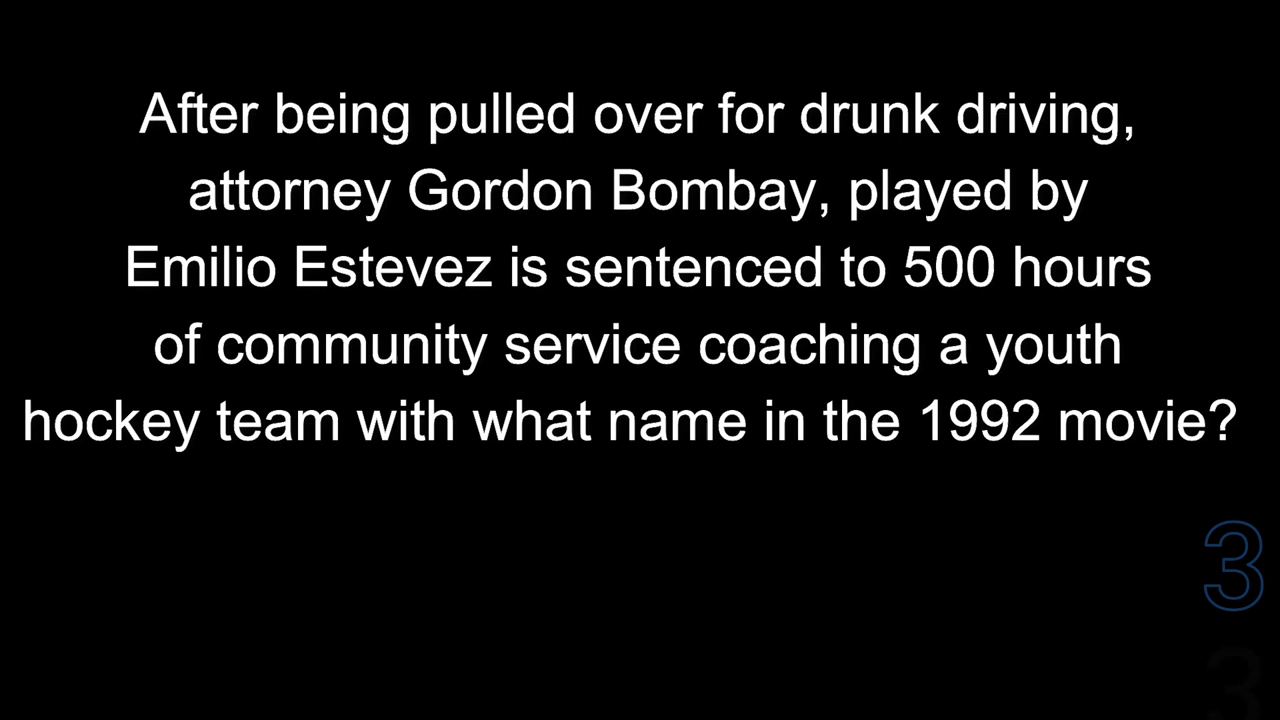 After being pulled over for drunk driving,
attorney Gordon Bombay, played by
Emilio Estevez is sentenced to 500 hours
of community service coaching a youth
hockey team with what name in the 1992 movie?
3
3